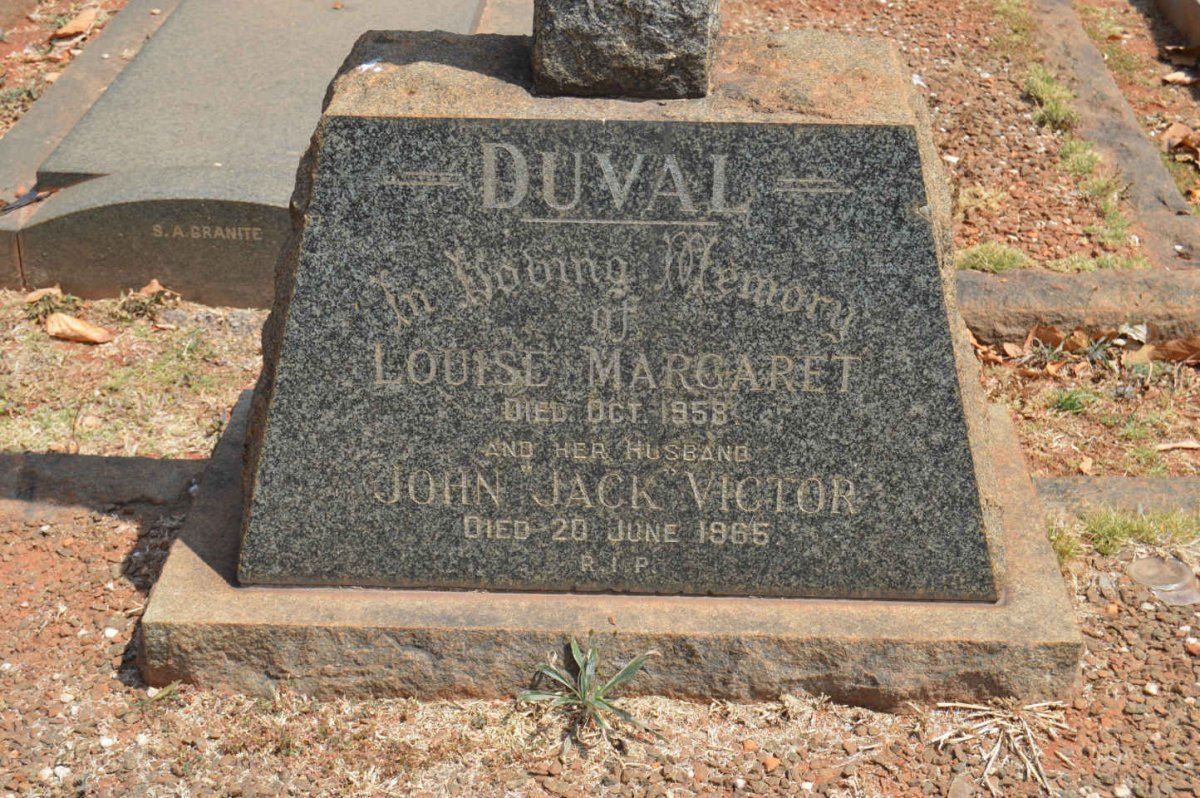 DUVAL
In Loving Memory
of
LOUISE MARGARET
DIED OCT 1958
AND HER HUSBAND
JOHN "JACK" VICTOR
DIED 20 JUNE 1965
R.I.P.
S.A. GRANITE